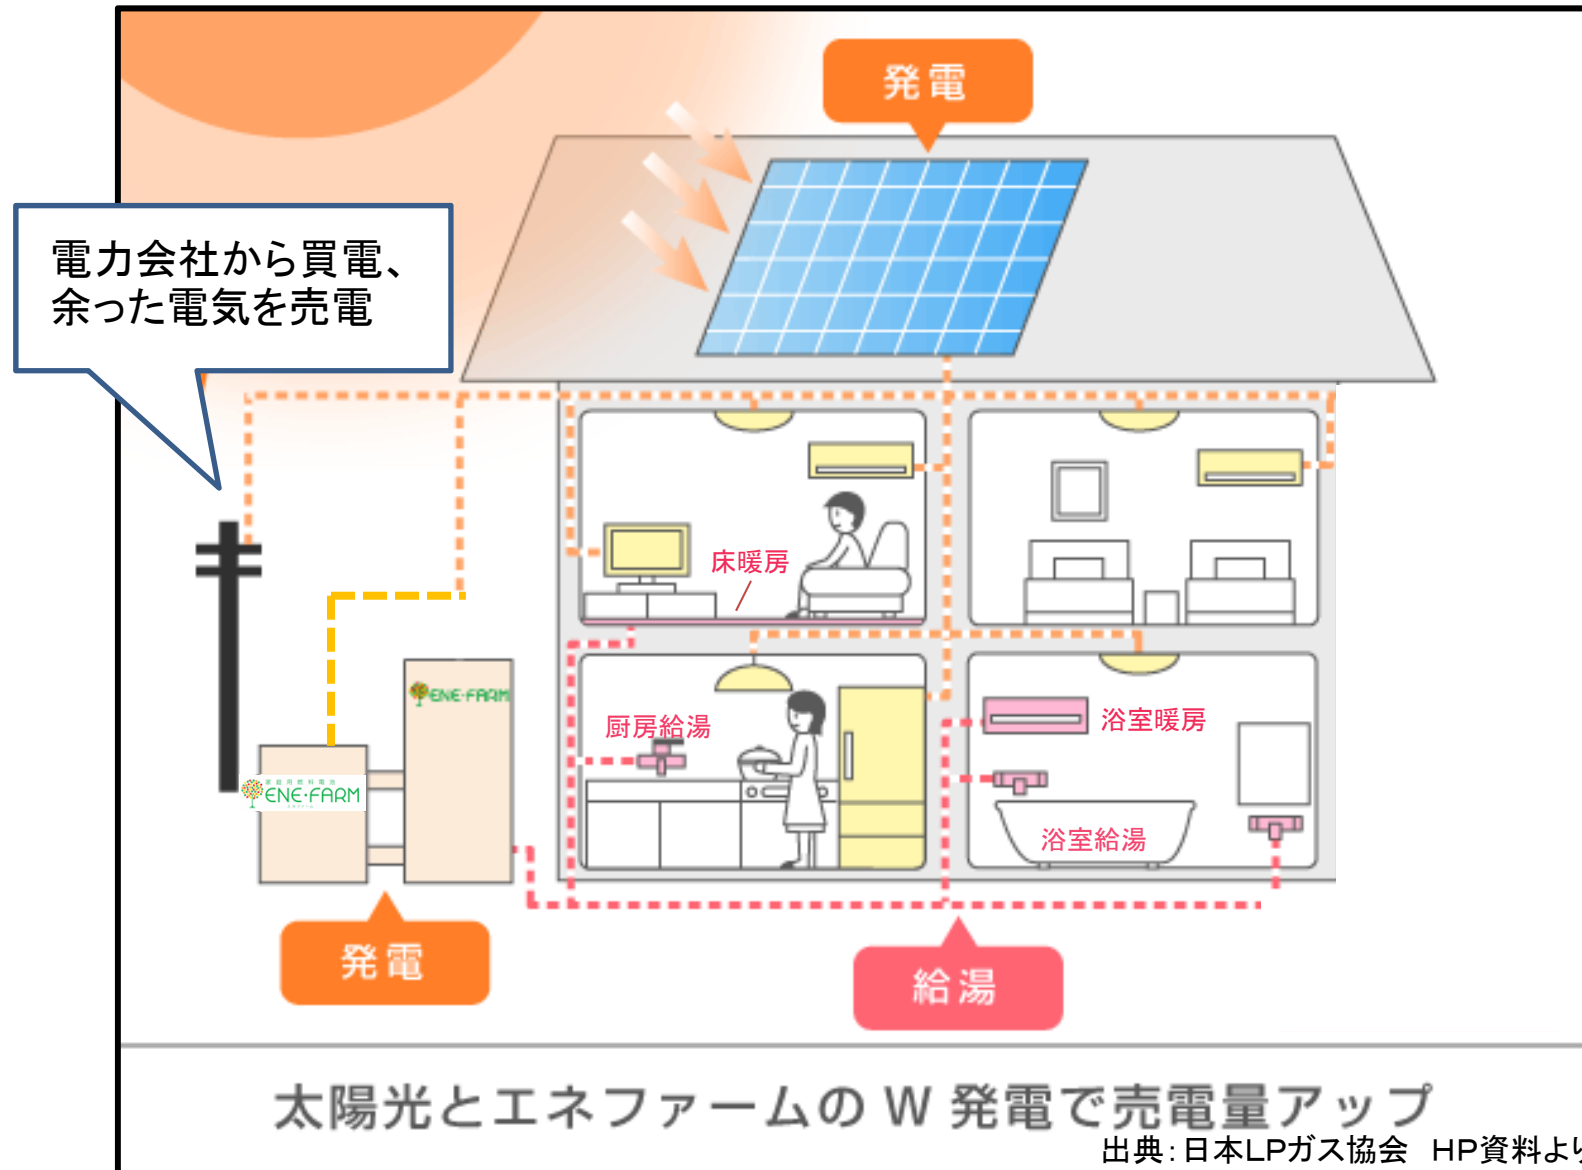 発電
電力会社から買電、
余った電気を売電
床暖房
ENE·FARM
厨房給湯
浴室暖房
ENE·FARM
浴室給湯
発電
給湯
太陽光とエネファームの W 発電で売電量アップ
出典：日本LPガス協会　HP資料より